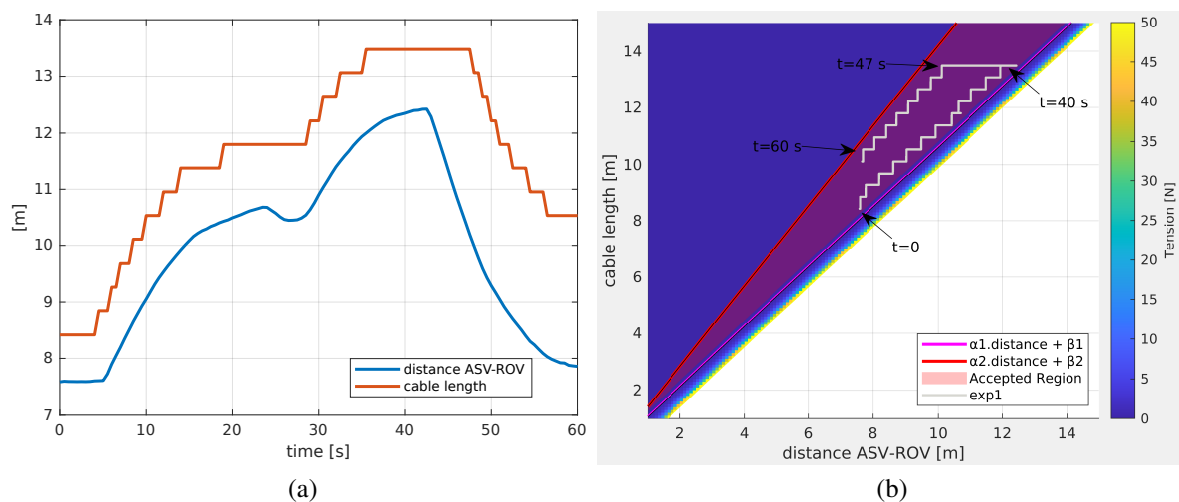 14
13
12
11
10
9
8
7
[m]
0 10 20 30 40 50 60
time [s]
distance ASV-ROV
cable length
(a)
14
12
10
8
6
4
2
cable length [m]
2 4 6 8 10 12 14
distance ASV-ROV [m]
t=47 s
t=40 s
t=60 s
t=0
α1.distance + β1
α2.distance + β2
Accepted Region
exp1
50
45
40
35
30
25
20
15
10
5
0
Tension [N]
(b)